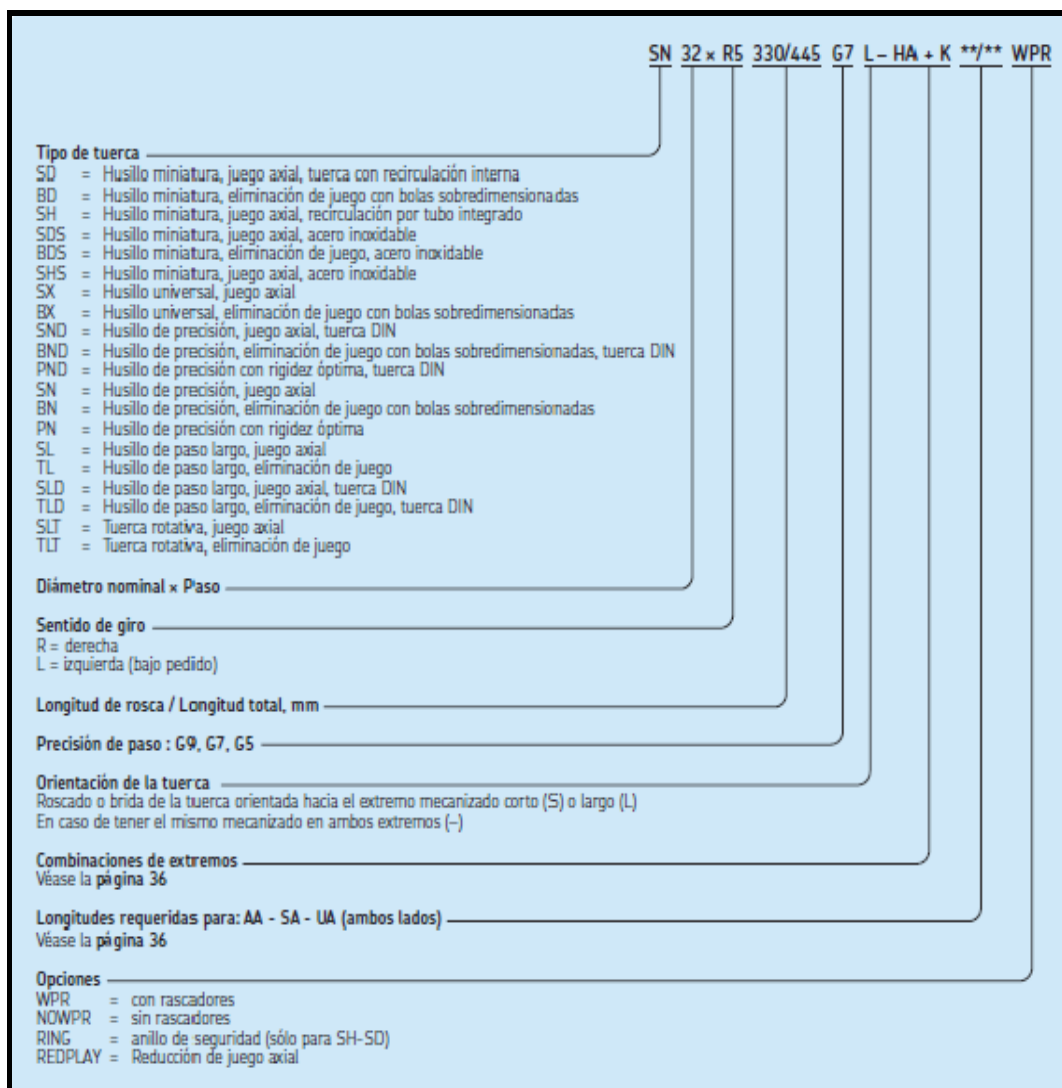 SN 32 × R5 330/445 G7 L – HA + K **/** WPR
Tipo de tuerca
SD = Husillo miniatura, juego axial, tuerca con recirculación interna
BD = Husillo miniatura, eliminación de juego con bolas sobredimensionadas
SH = Husillo miniatura, juego axial, recirculación por tubo integrado
SDS = Husillo miniatura, juego axial, acero inoxidable
BDS = Husillo miniatura, eliminación de juego, acero inoxidable
SHS = Husillo miniatura, juego axial, acero inoxidable
SX = Husillo universal, juego axial
BX = Husillo universal, eliminación de juego con bolas sobredimensionadas
SND = Husillo de precisión, juego axial, tuerca DIN
BND = Husillo de precisión, eliminación de juego con bolas sobredimensionadas, tuerca DIN
PND = Husillo de precisión con rigidez óptima, tuerca DIN
SN = Husillo de precisión, juego axial
BN = Husillo de precisión, eliminación de juego con bolas sobredimensionadas
PN = Husillo de precisión con rigidez óptima
SL = Husillo de paso largo, juego axial
TL = Husillo de paso largo, eliminación de juego
SLD = Husillo de paso largo, juego axial, tuerca DIN
TLD = Husillo de paso largo, eliminación de juego, tuerca DIN
SLT = Tuerca rotativa, juego axial
TLT = Tuerca rotativa, eliminación de juego
Diámetro nominal × Paso
Sentido de giro
R = derecha
L = izquierda (bajo pedido)
Longitud de rosca / Longitud total, mm
Precisión de paso : G9, G7, G5
Orientación de la tuerca
Roscado o brida de la tuerca orientada hacia el extremo mecanizado corto (S) o largo (L)
En caso de tener el mismo mecanizado en ambos extremos (–)
Combinaciones de extremos
Véase la página 36
Longitudes requeridas para: AA - SA - UA (ambos lados)
Véase la página 36
Opciones
WPR = con rascadores
NOWPR = sin rascadores
RING = anillo de seguridad (sólo para SH-SD)
REDPLAY = Reducción de juego axial